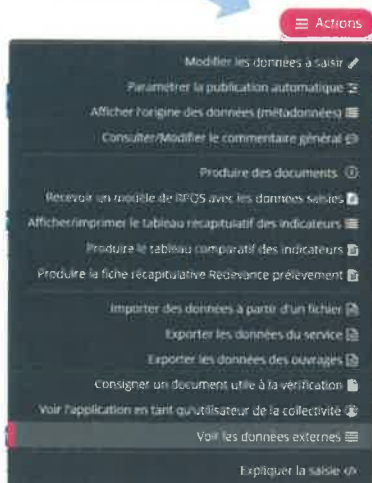 Actions
Modifier les données à saisir
Paramétrer la publication automatique
Afficher l'origine des données (métadonnées)
Consulter/Modifier le commentaire général
Produire des documents
Recevoir un modèle de RPQS avec les données saisies
Afficher/imprimer le tableau récapitulatif des indicateurs
Produire le tableau comparatif des indicateurs
Produire la fiche récapitulative Redevance prélèvement
Importer des données à partir d'un fichier
Exporter les données du service
Exporter les données des ouvrages
Consigner un document utile à la vérification
Voir l'application en tant qu'utilisateur de la collectivité
Voir les données externes
Expliquer la saisie